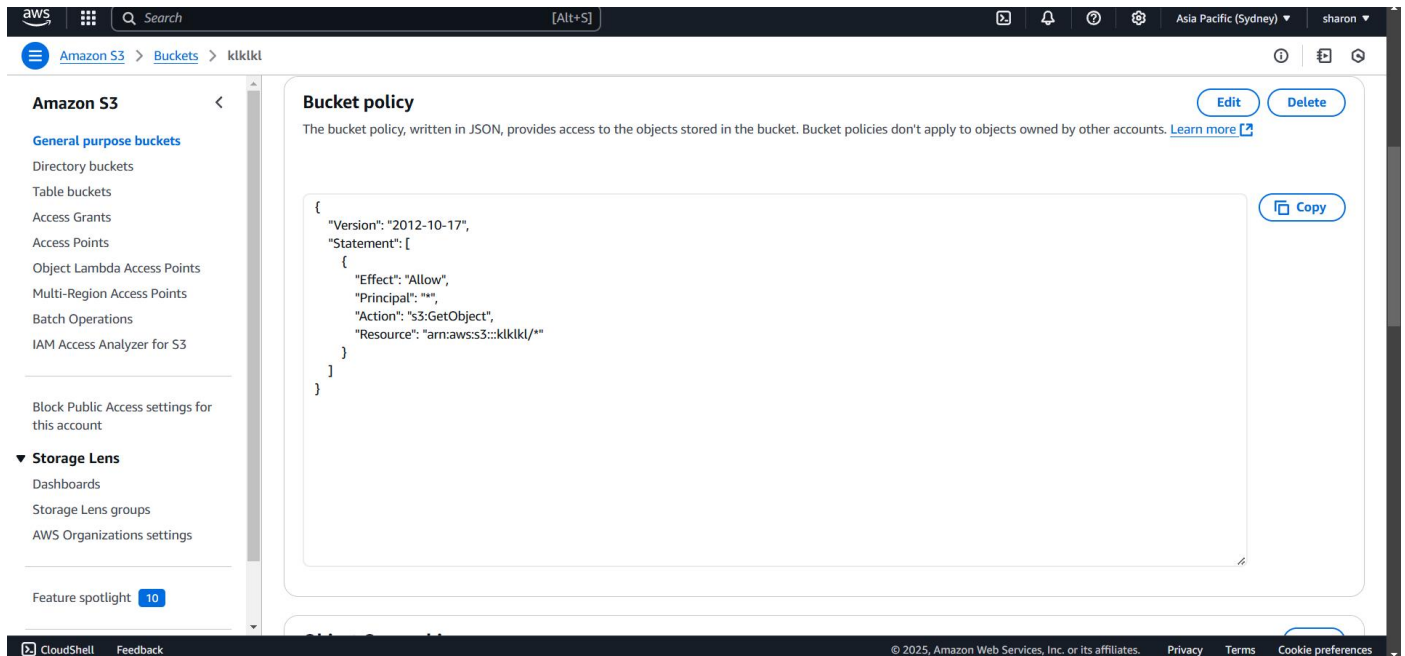 aws
Search
[Alt+S]
Asia Pacific (Sydney) ▼
sharon ▼
Amazon S3 > Buckets > klklkl
Amazon S3
General purpose buckets
Directory buckets
Table buckets
Access Grants
Access Points
Object Lambda Access Points
Multi-Region Access Points
Batch Operations
IAM Access Analyzer for S3
Block Public Access settings for
this account
▼ Storage Lens
Dashboards
Storage Lens groups
AWS Organizations settings
Feature spotlight 10
Bucket policy
Edit
Delete
The bucket policy, written in JSON, provides access to the objects stored in the bucket. Bucket policies don't apply to objects owned by other accounts. Learn more
Copy
{
"Version": "2012-10-17",
"Statement": [
{
"Effect": "Allow",
"Principal": "*",
"Action": "s3:GetObject",
"Resource": "arn:aws:s3:::klklkl/*"
}
]
}
CloudShell
Feedback
© 2025, Amazon Web Services, Inc. or its affiliates.
Privacy
Terms
Cookie preferences